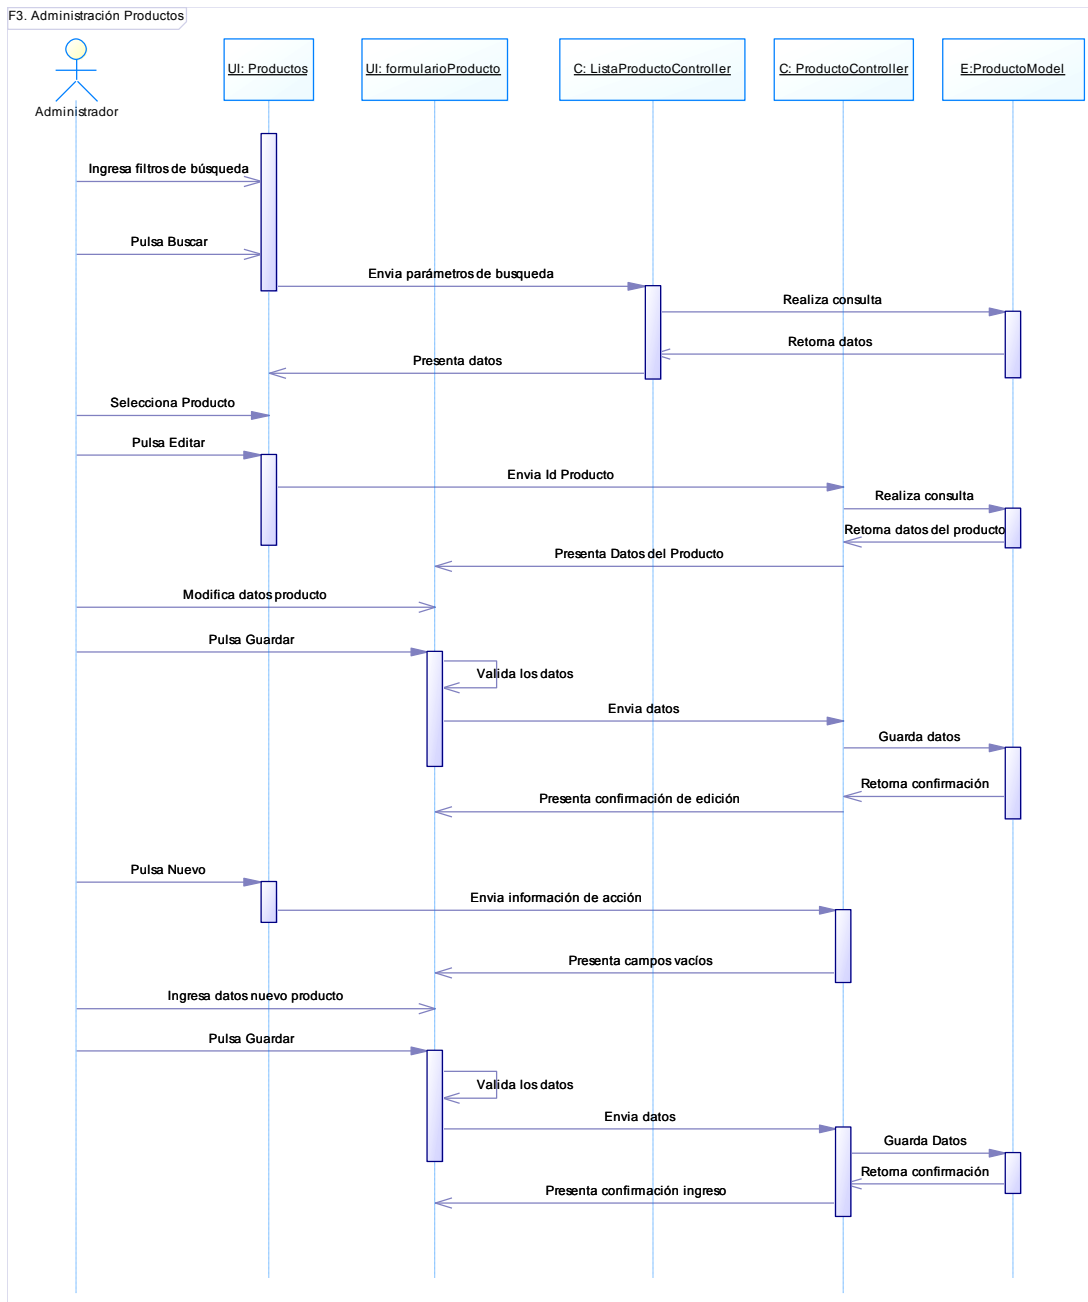 F3. Administración Productos
Administrador
UI: Productos
UI: formularioProducto
C: ListaProductoController
C: ProductoController
E:ProductoModel
Ingresa filtros de búsqueda
Pulsa Buscar
Envia parámetros de busqueda
Realiza consulta
Retorna datos
Presenta datos
Selecciona Producto
Pulsa Editar
Envia Id Producto
Realiza consulta
Retorna datos del producto
Presenta Datos del Producto
Modifica datos producto
Pulsa Guardar
Valida los datos
Envia datos
Guarda datos
Retorna confirmación
Presenta confirmación de edición
Pulsa Nuevo
Envia información de acción
Presenta campos vacíos
Ingresa datos nuevo producto
Pulsa Guardar
Valida los datos
Envia datos
Guarda Datos
Retorna confirmación
Presenta confirmación ingreso